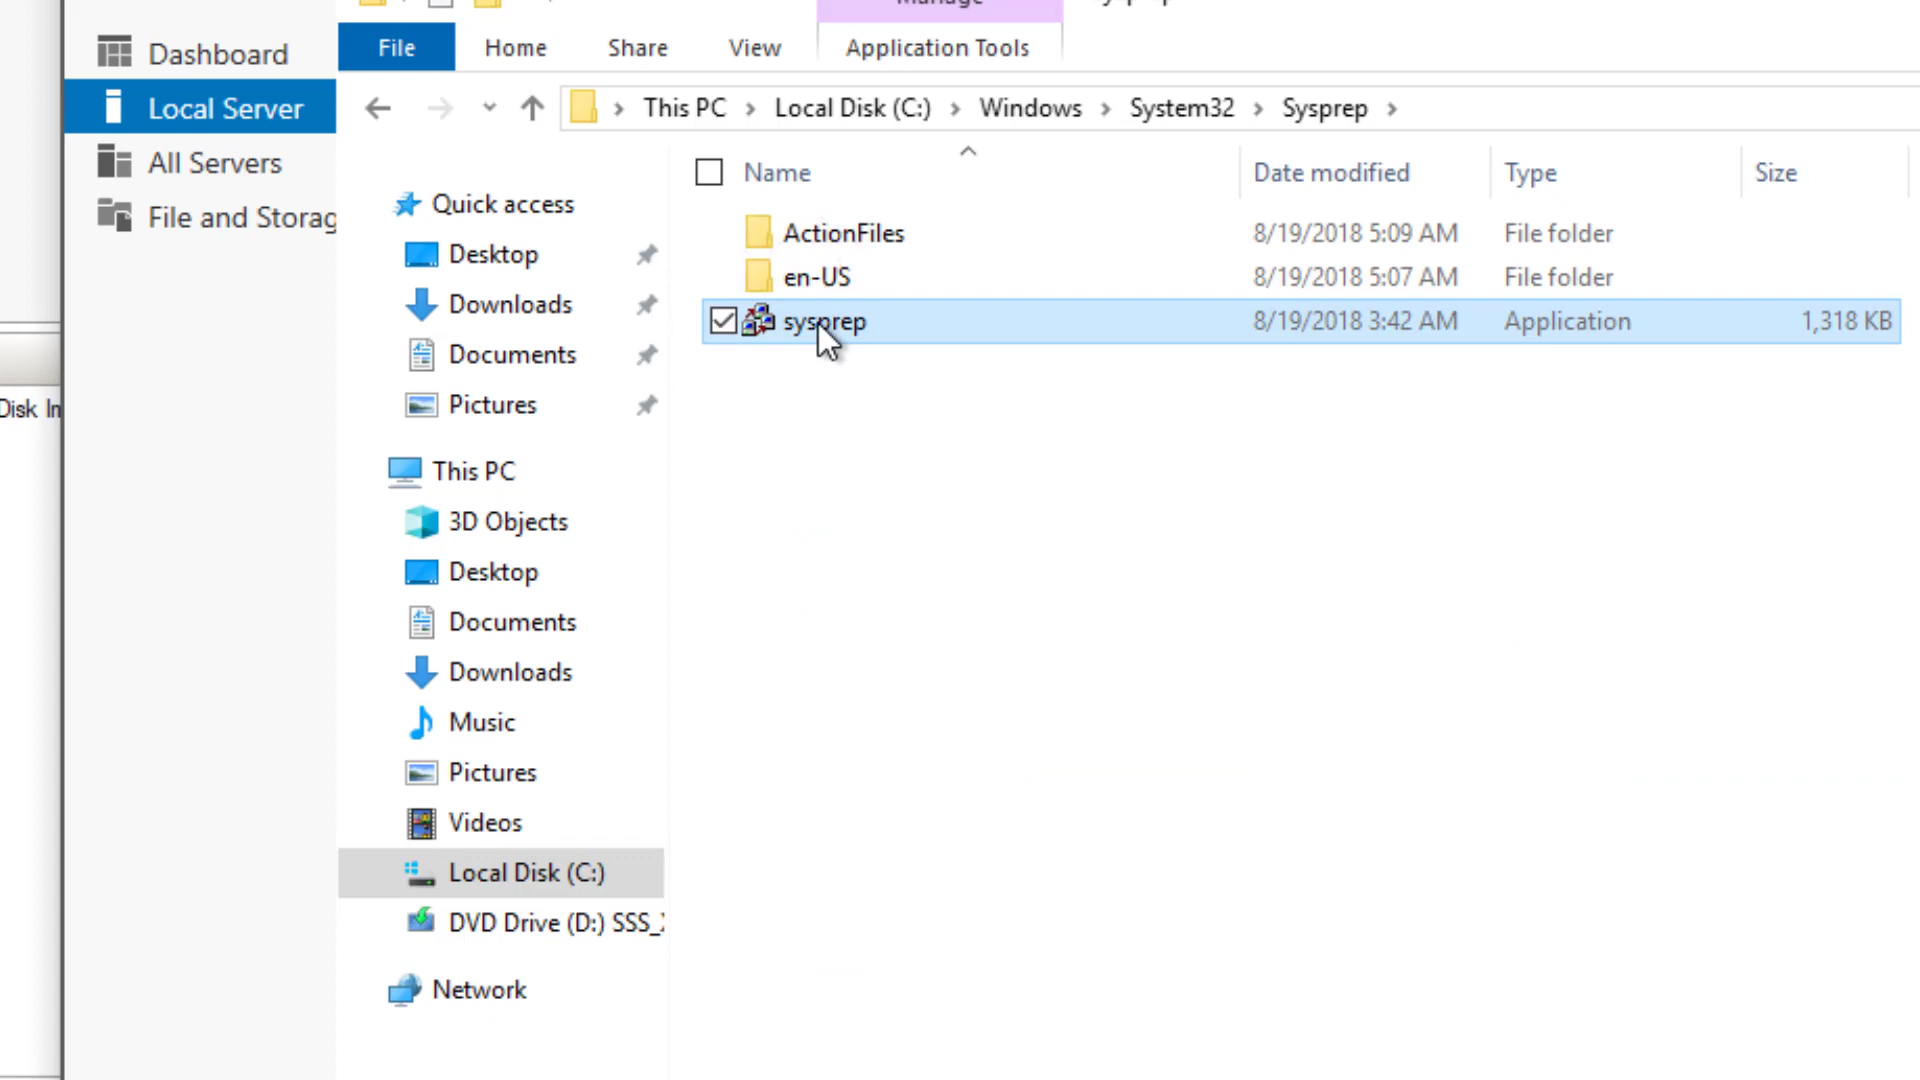 Manage
sysprep
Dashboard
Local Server
All Servers
File and Storag
File
Home
Share
View
Application Tools
This PC
Local Disk (C:)
Windows
System32
Sysprep
Name
Date modified
Type
Size
Quick access
Desktop
Downloads
Documents
Pictures
This PC
3D Objects
Desktop
Documents
Downloads
Music
Pictures
Videos
Local Disk (C:)
DVD Drive (D:) SSS_
Network
ActionFiles 8/19/2018 5:09 AM File folder
en-US 8/19/2018 5:07 AM File folder
sysprep 8/19/2018 3:42 AM Application 1,318 KB
Disk In